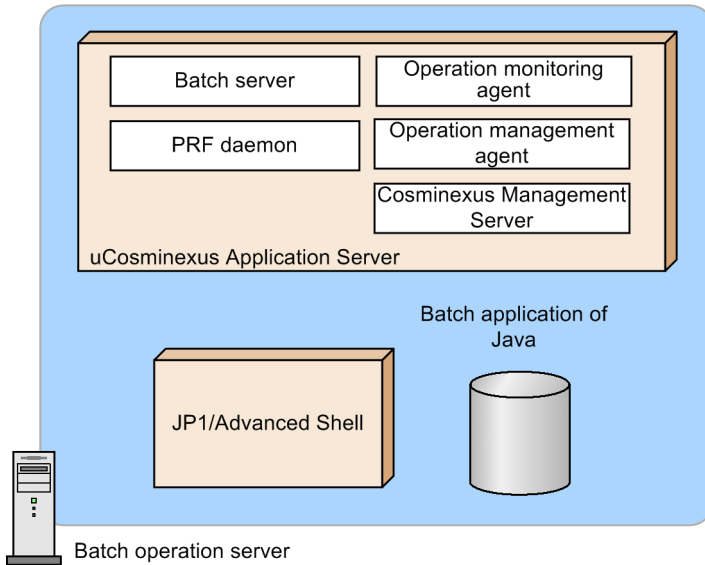 Batch server
Operation monitoring
agent
PRF daemon
Operation management
agent
Cosminexus Management
Server
uCosminexus Application Server
Batch application of
Java
JP1/Advanced Shell
Batch operation server